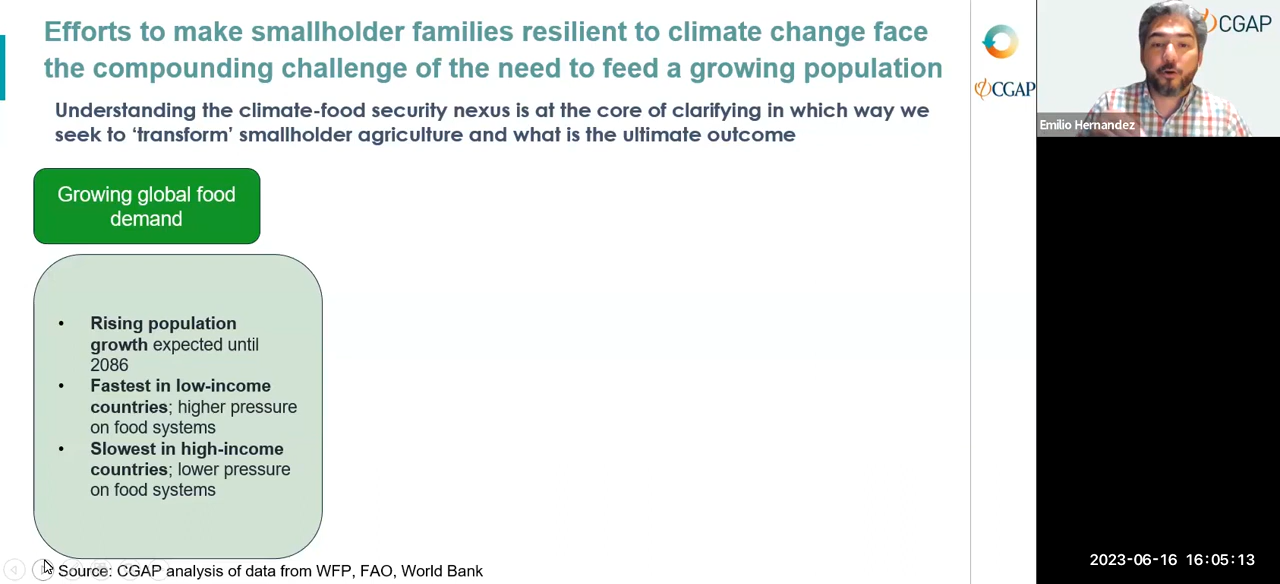 Efforts to make smallholder families resilient to climate change face
the compounding challenge of the need to feed a growing population
Understanding the climate-food security nexus is at the core of clarifying in which way we
seek to ‘transform’ smallholder agriculture and what is the ultimate outcome
Growing global food
demand
• Rising population
growth expected until
2086
• Fastest in low-income
countries; higher pressure
on food systems
• Slowest in high-income
countries; lower pressure
on food systems
Source: CGAP analysis of data from WFP, FAO, World Bank
CGAP
CGAP
Emilio Hernandez
2023-06-16 16:05:13